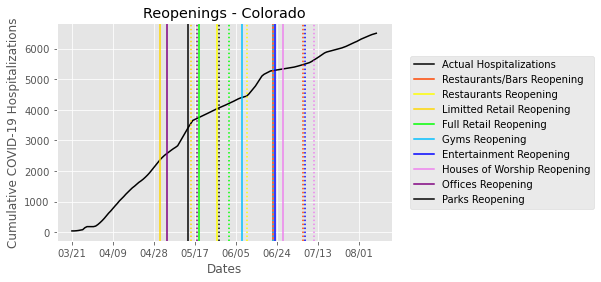 Reopenings - Colorado
Cumulative COVID-19 Hospitalizations
6000
5000
4000
3000
2000
1000
0
03/21 04/09 04/28 05/17 06/05 06/24 07/13 08/01
Dates
Actual Hospitalizations
Restaurants/Bars Reopening
Restaurants Reopening
Limitted Retail Reopening
Full Retail Reopening
Gyms Reopening
Entertainment Reopening
Houses of Worship Reopening
Offices Reopening
Parks Reopening